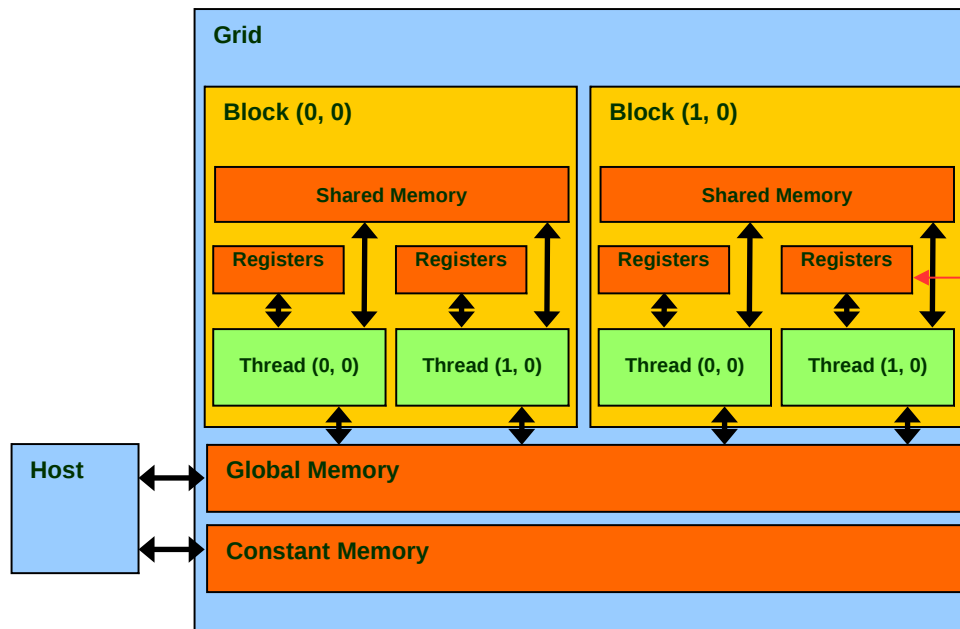 Grid
Block (0, 0)
Block (1, 0)
Shared Memory
Shared Memory
Registers
Registers
Registers
Registers
Thread (0, 0)
Thread (1, 0)
Thread (0, 0)
Thread (1, 0)
Host
Global Memory
Constant Memory